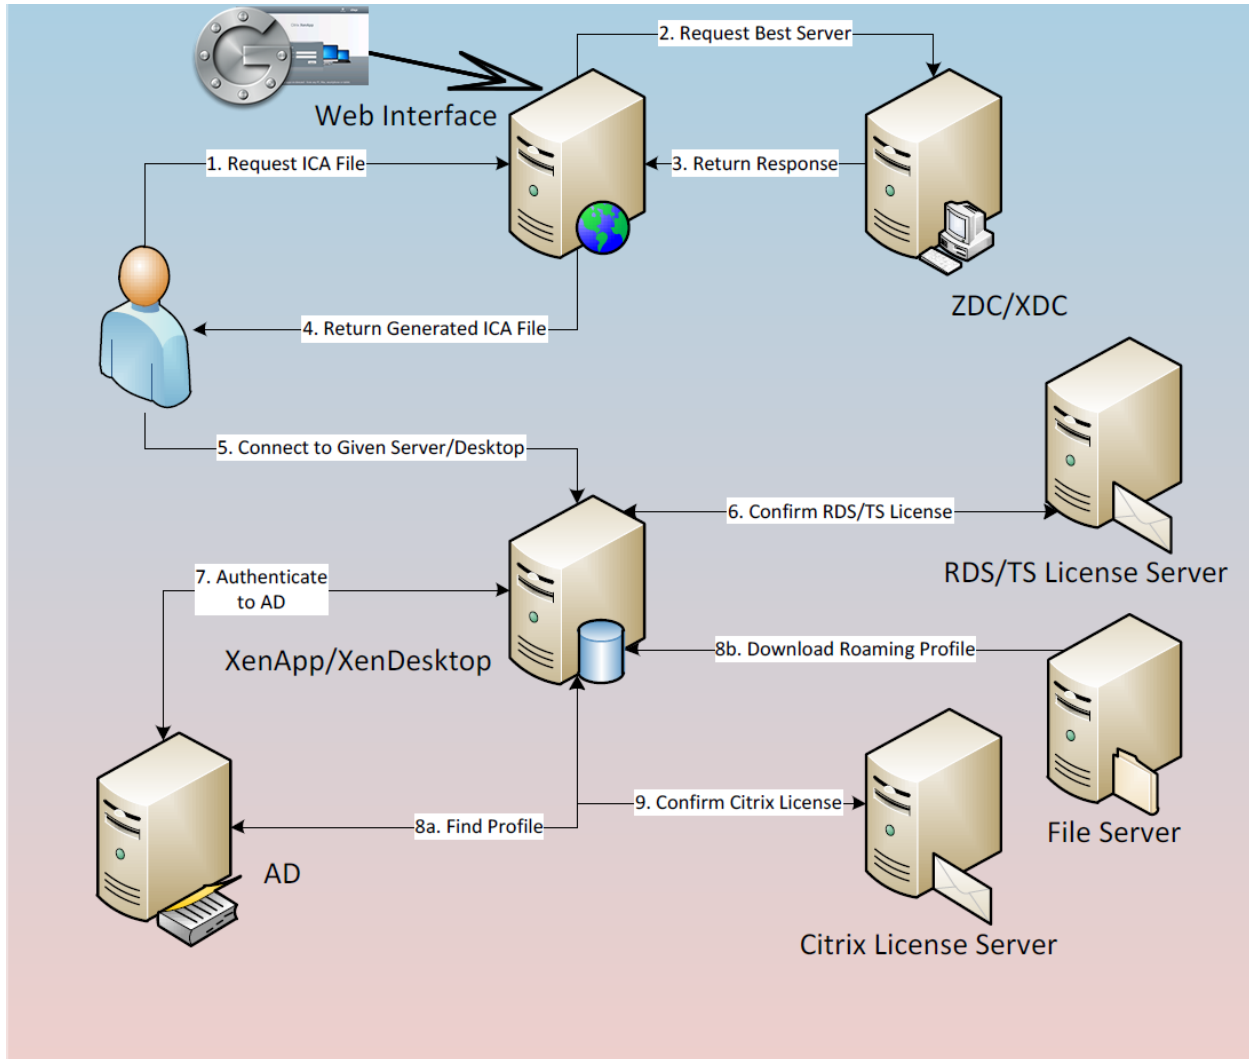 2. Request Best Server
Web Interface
1. Request ICA File
3. Return Response
ZDC/XDC
4. Return Generated ICA File
5. Connect to Given Server/Desktop
6. Confirm RDS/TS License
RDS/TS License Server
7. Authenticate
to AD
XenApp/XenDesktop
8b. Download Roaming Profile
9. Confirm Citrix License
File Server
8a. Find Profile
AD
Citrix License Server